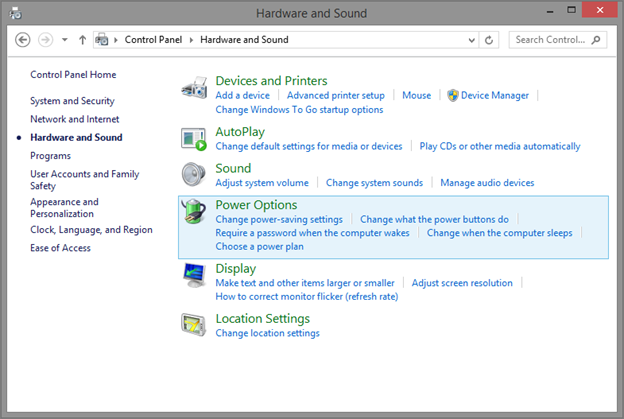 Hardware and Sound
Control Panel Hardware and Sound
Search Control...
Control Panel Home
System and Security
Network and Internet
Hardware and Sound
Programs
User Accounts and Family
Safety
Appearance and
Personalization
Clock, Language, and Region
Ease of Access
Devices and Printers
Add a device Advanced printer setup Mouse Device Manager
Change Windows To Go startup options
AutoPlay
Change default settings for media or devices Play CDs or other media automatically
Sound
Adjust system volume Change system sounds Manage audio devices
Power Options
Change power-saving settings Change what the power buttons do
Require a password when the computer wakes Change when the computer sleeps
Choose a power plan
Display
Make text and other items larger or smaller Adjust screen resolution
How to correct monitor flicker (refresh rate)
Location Settings
Change location settings